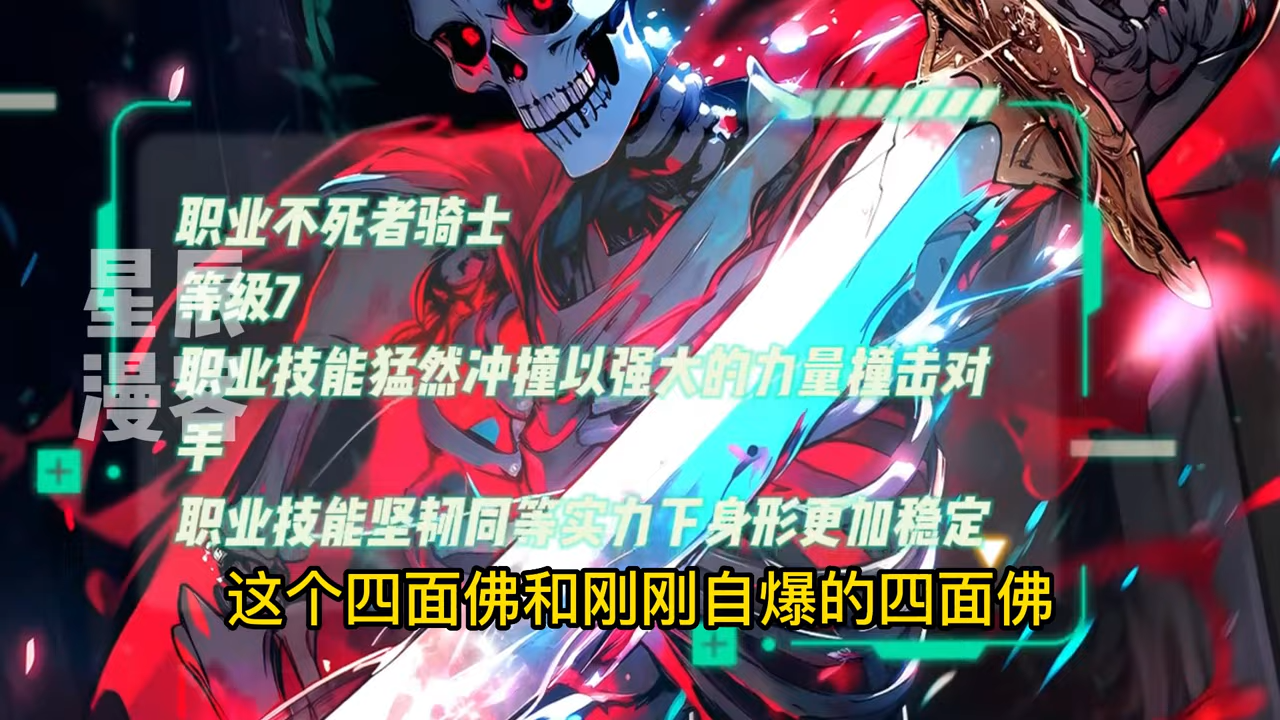 职业不死者骑士
等级7
职业技能猛然冲撞以强大的力量撞击对
手
职业技能坚韧同等实力下身形更加稳定
星辰
漫客
这个四面佛和刚刚自爆的四面佛